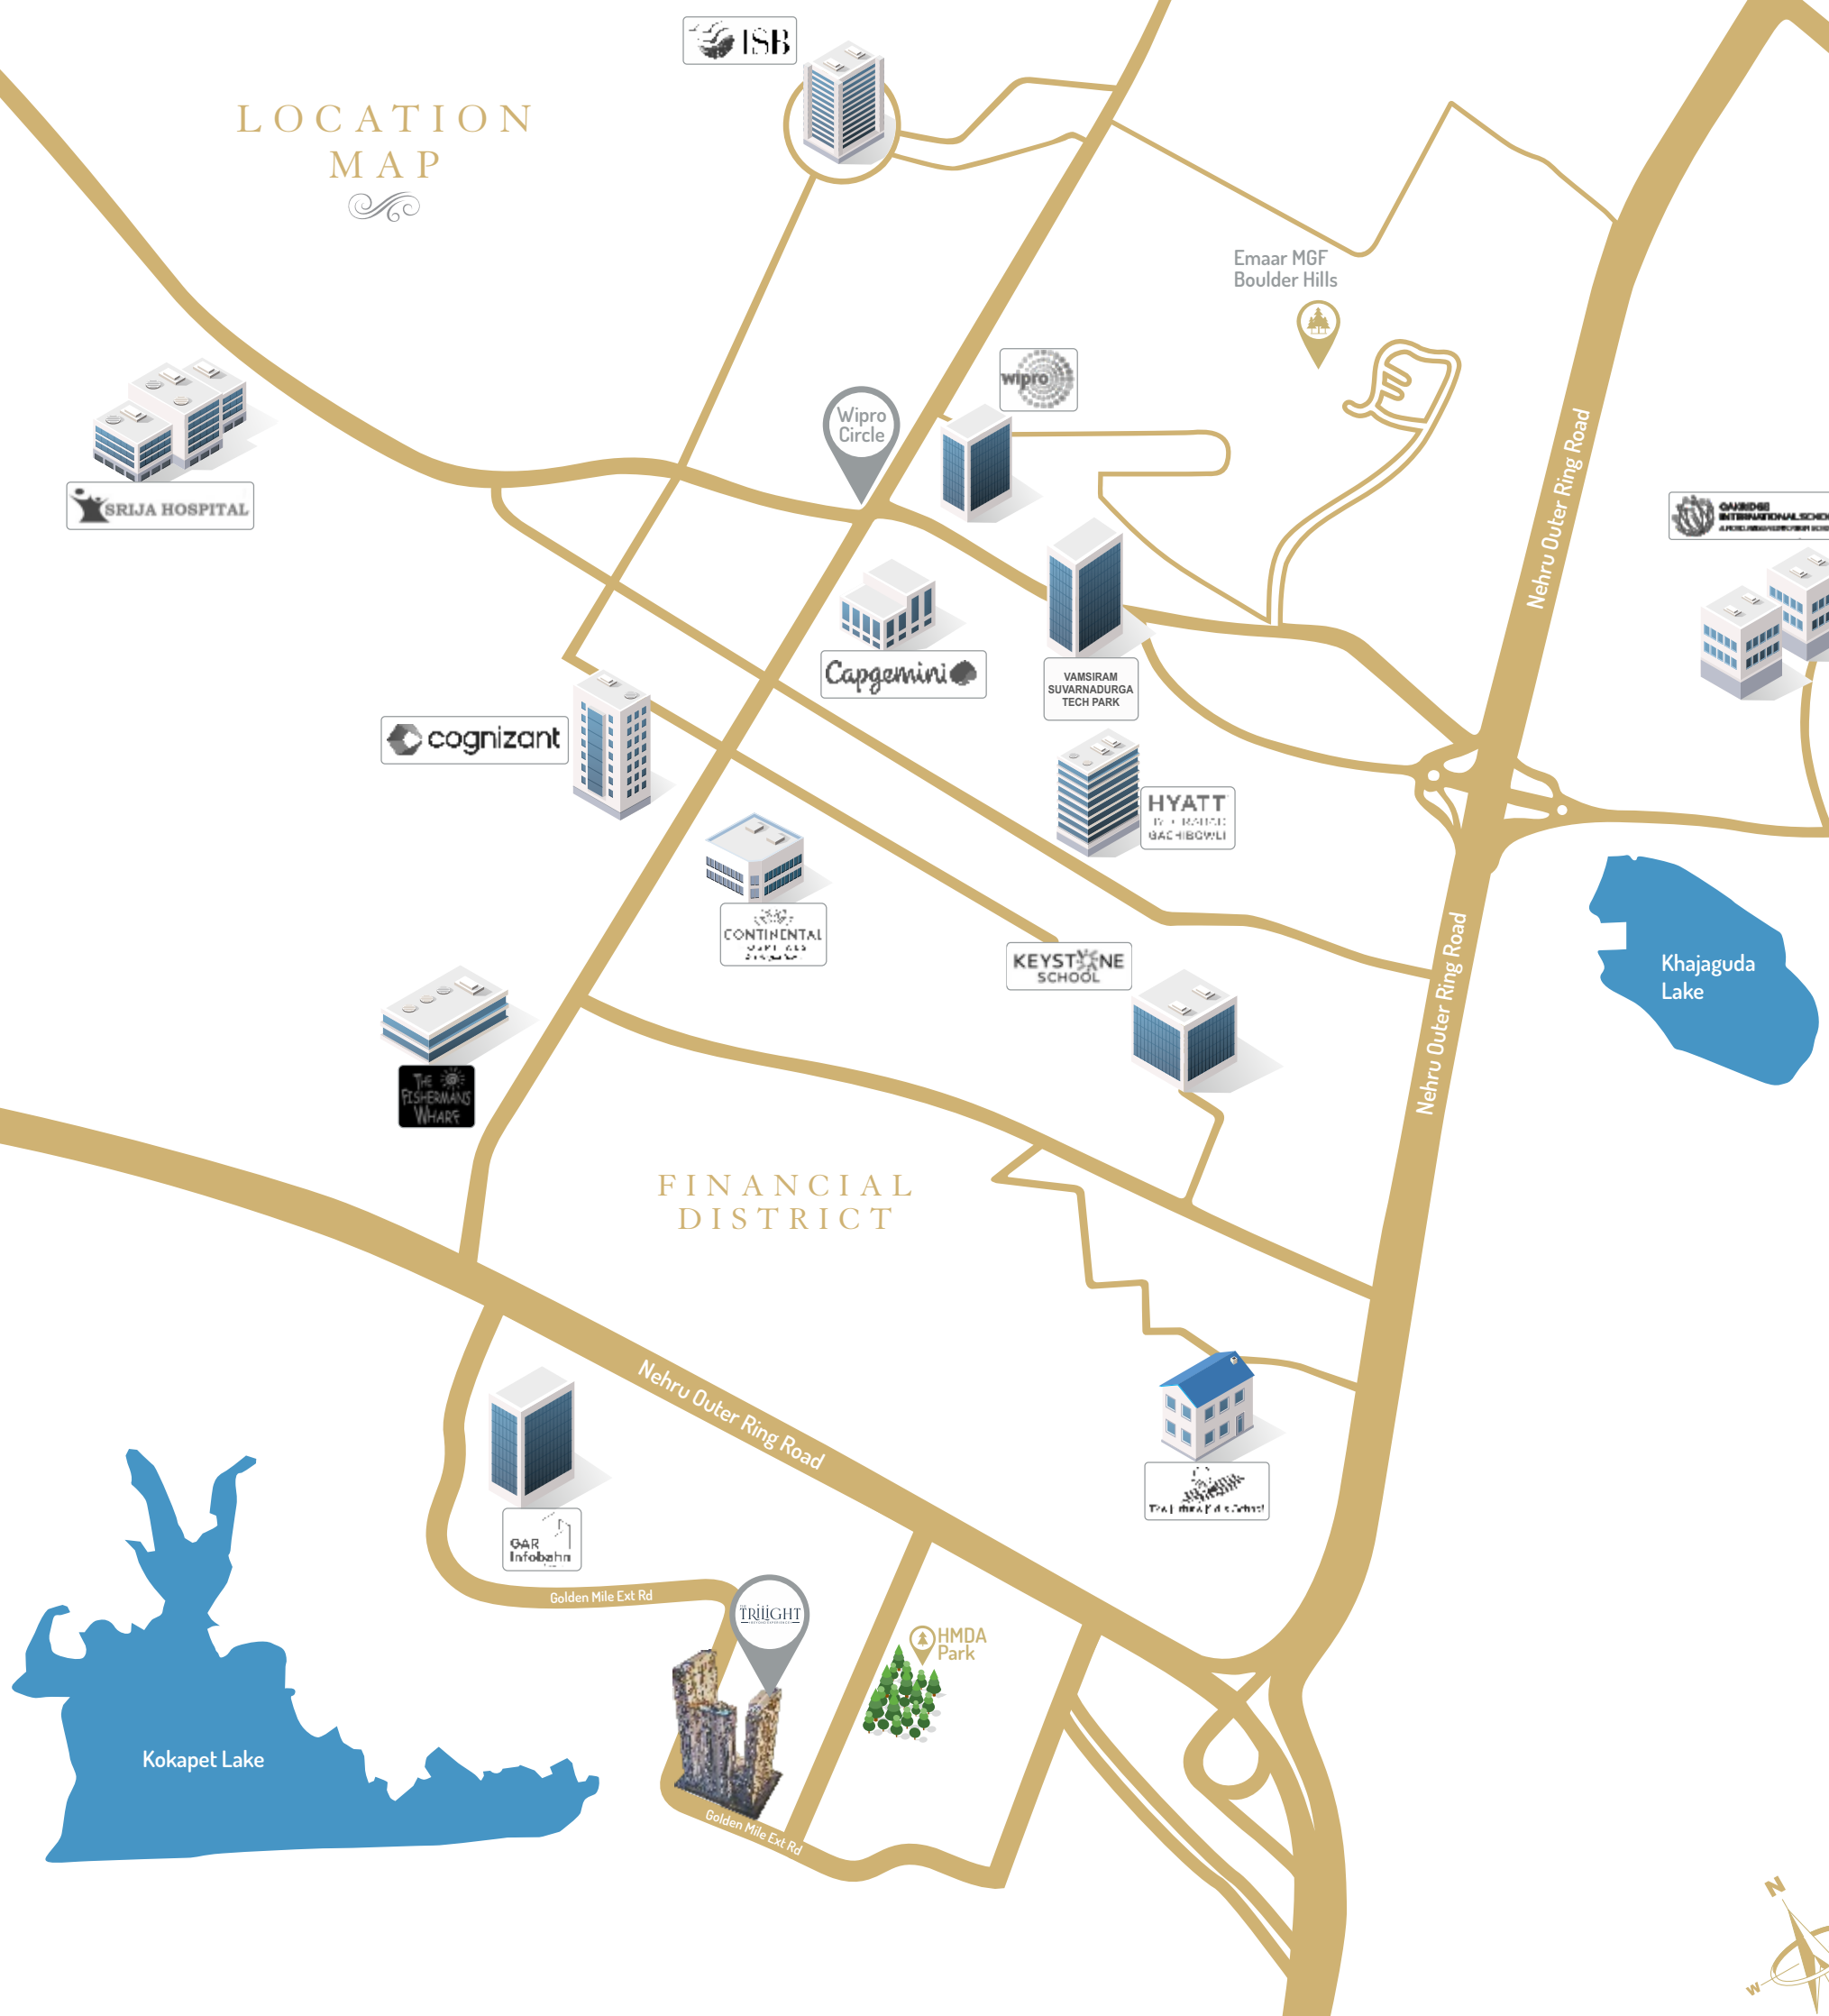 ISB
LOCATION
MAP
Emaar MGF
Boulder Hills
wipro
Wipro
Circle
Nehru Outer Ring Road
SRIJA HOSPITAL
OAKRIDGE
Capgemini
VAMSIRAM
SUVARNADURGA
TECH PARK
cognizant
HYATT
GACHIBOWLI
CONTINENTAL
KEYSTONE
SCHOOL
Nehru Outer Ring Road
Khajaguda
Lake
THE
FISHERMAN'S
WHARF
FINANCIAL
DISTRICT
Nehru Outer Ring Road
GAR
Infobahn
Golden Mile Ext Rd
TRILIGHT
HMDA
Park
Kokapet Lake
Golden Mile Ext Rd
N
W